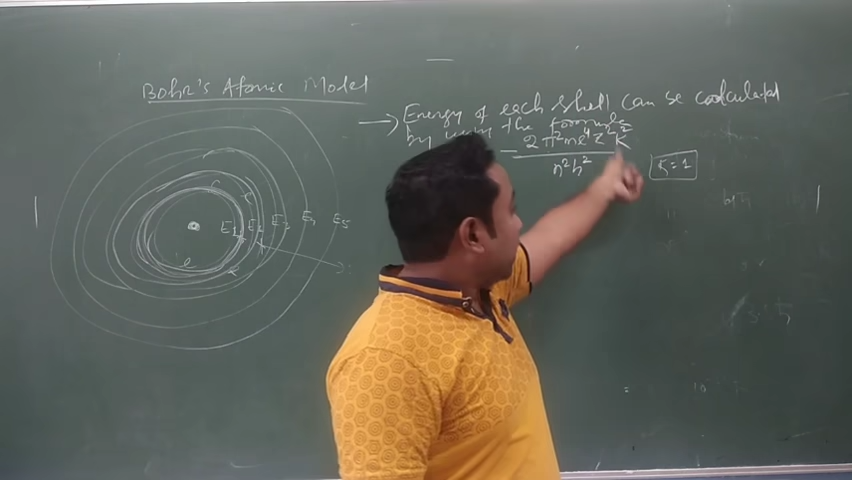 Bohr's Atomic Model
Energy of each shell can be calculated
by using the formula
- 2π²me⁴z²k²
n²h²
K = 1
E₁ E₂ E₃ E₄ E₅
e